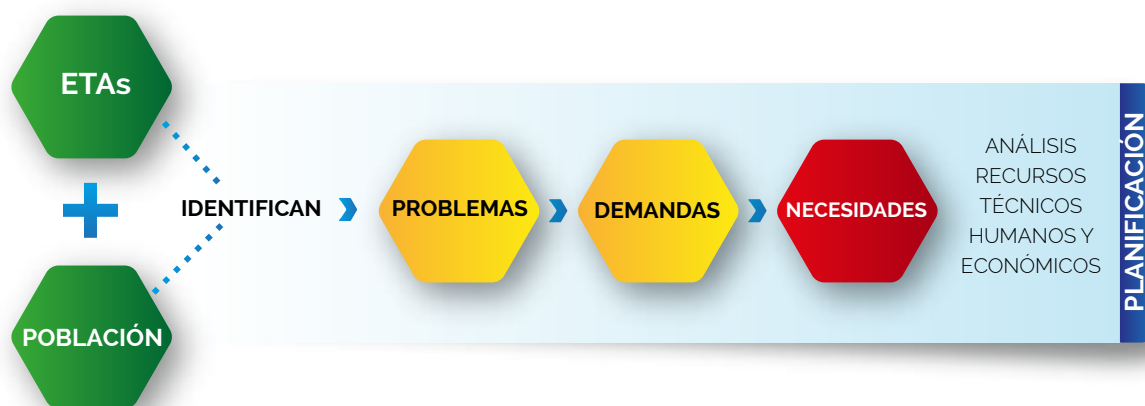 ETAs
POBLACIÓN
IDENTIFICAN
PROBLEMAS
DEMANDAS
NECESIDADES
ANÁLISIS
RECURSOS
TÉCNICOS
HUMANOS Y
ECONÓMICOS
PLANIFICACIÓN